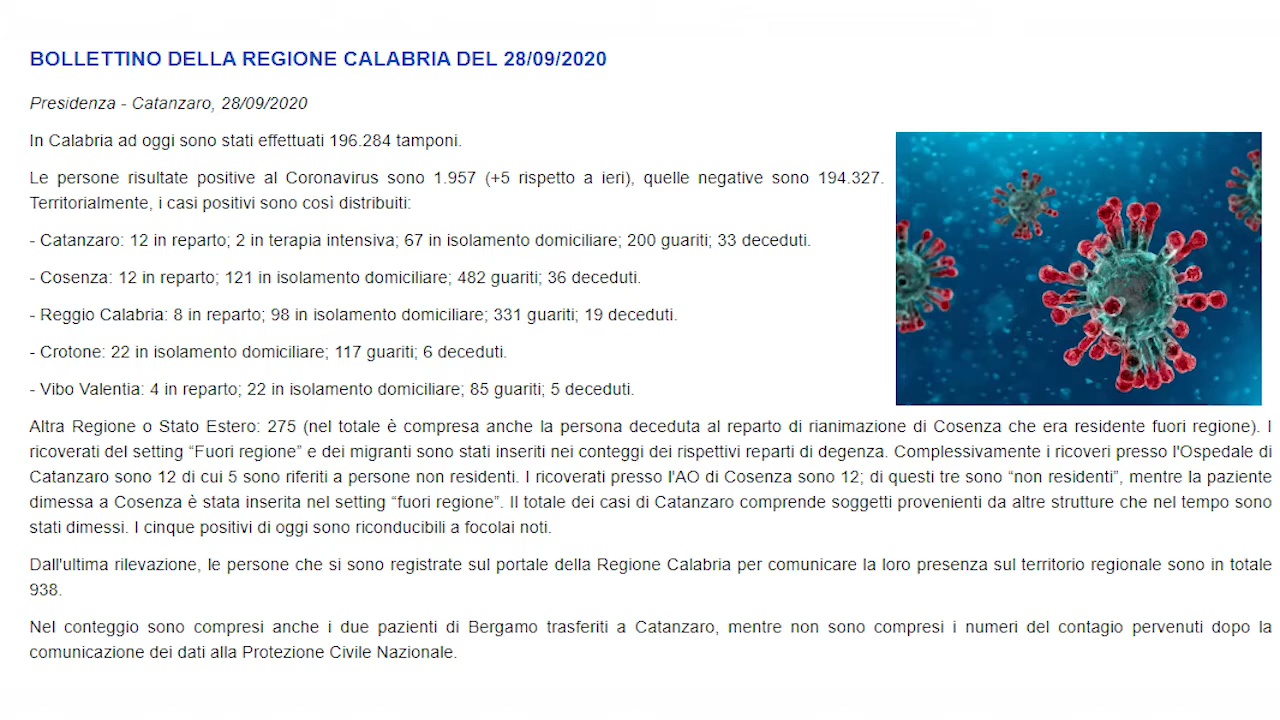 BOLLETTINO DELLA REGIONE CALABRIA DEL 28/09/2020
Presidenza - Catanzaro, 28/09/2020
In Calabria ad oggi sono stati effettuati 196.284 tamponi.
Le persone risultate positive al Coronavirus sono 1.957 (+5 rispetto a ieri), quelle negative sono 194.327.
Territorialmente, i casi positivi sono così distribuiti:
- Catanzaro: 12 in reparto; 2 in terapia intensiva; 67 in isolamento domiciliare; 200 guariti; 33 deceduti.
- Cosenza: 12 in reparto; 121 in isolamento domiciliare; 482 guariti; 36 deceduti.
- Reggio Calabria: 8 in reparto; 98 in isolamento domiciliare; 331 guariti; 19 deceduti.
- Crotone: 22 in isolamento domiciliare; 117 guariti; 6 deceduti.
- Vibo Valentia: 4 in reparto; 22 in isolamento domiciliare; 85 guariti; 5 deceduti.
Altra Regione o Stato Estero: 275 (nel totale è compresa anche la persona deceduta al reparto di rianimazione di Cosenza che era residente fuori regione). I
ricoverati del setting “Fuori regione” e dei migranti sono stati inseriti nei conteggi dei rispettivi reparti di degenza. Complessivamente i ricoveri presso l'Ospedale di
Catanzaro sono 12 di cui 5 sono riferiti a persone non residenti. I ricoverati presso l'AO di Cosenza sono 12; di questi tre sono “non residenti”, mentre la paziente
dimessa a Cosenza è stata inserita nel setting “fuori regione”. Il totale dei casi di Catanzaro comprende soggetti provenienti da altre strutture che nel tempo sono
stati dimessi. I cinque positivi di oggi sono riconducibili a focolai noti.
Dall'ultima rilevazione, le persone che si sono registrate sul portale della Regione Calabria per comunicare la loro presenza sul territorio regionale sono in totale
938.
Nel conteggio sono compresi anche i due pazienti di Bergamo trasferiti a Catanzaro, mentre non sono compresi i numeri del contagio pervenuti dopo la
comunicazione dei dati alla Protezione Civile Nazionale.